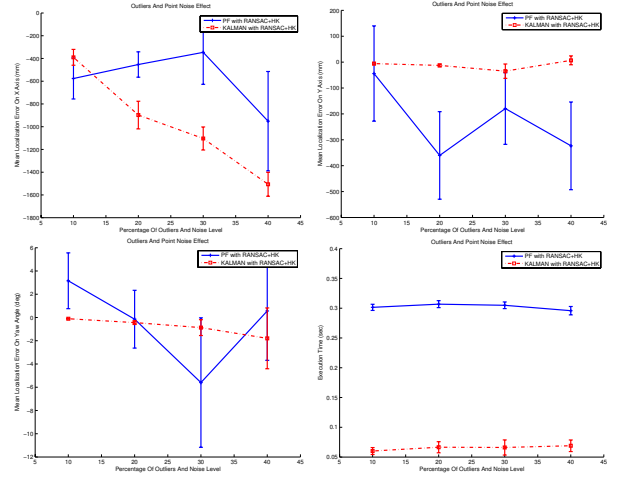 Outliers And Point Noise Effect
PF with RANSAC+HK
KALMAN with RANSAC+HK
Mean Localization Error On X Axis(mm)
0
−200
−400
−600
−800
−1000
−1200
−1400
−1600
−1800
5 10 15 20 25 30 35 40 45
Percentage Of Outliers And Noise Level
Outliers And Point Noise Effect
PF with RANSAC+HK
KALMAN with RANSAC+HK
Mean Localization Error On Y Axis(mm)
200
100
0
−100
−200
−300
−400
−500
−600
5 10 15 20 25 30 35 40 45
Percentage Of Outliers And Noise Level
Outliers And Point Noise Effect
PF with RANSAC+HK
KALMAN with RANSAC+HK
Mean Localization Error On Yaw Angle (deg)
6
4
2
0
−2
−4
−6
−8
−10
−12
5 10 15 20 25 30 35 40 45
Percentage Of Outliers And Noise Level
Outliers And Point Noise Effect
PF with RANSAC+HK
KALMAN with RANSAC+HK
Execution Time (sec)
0.4
0.35
0.3
0.25
0.2
0.15
0.1
0.05
5 10 15 20 25 30 35 40 45
Percentage Of Outliers And Noise Level